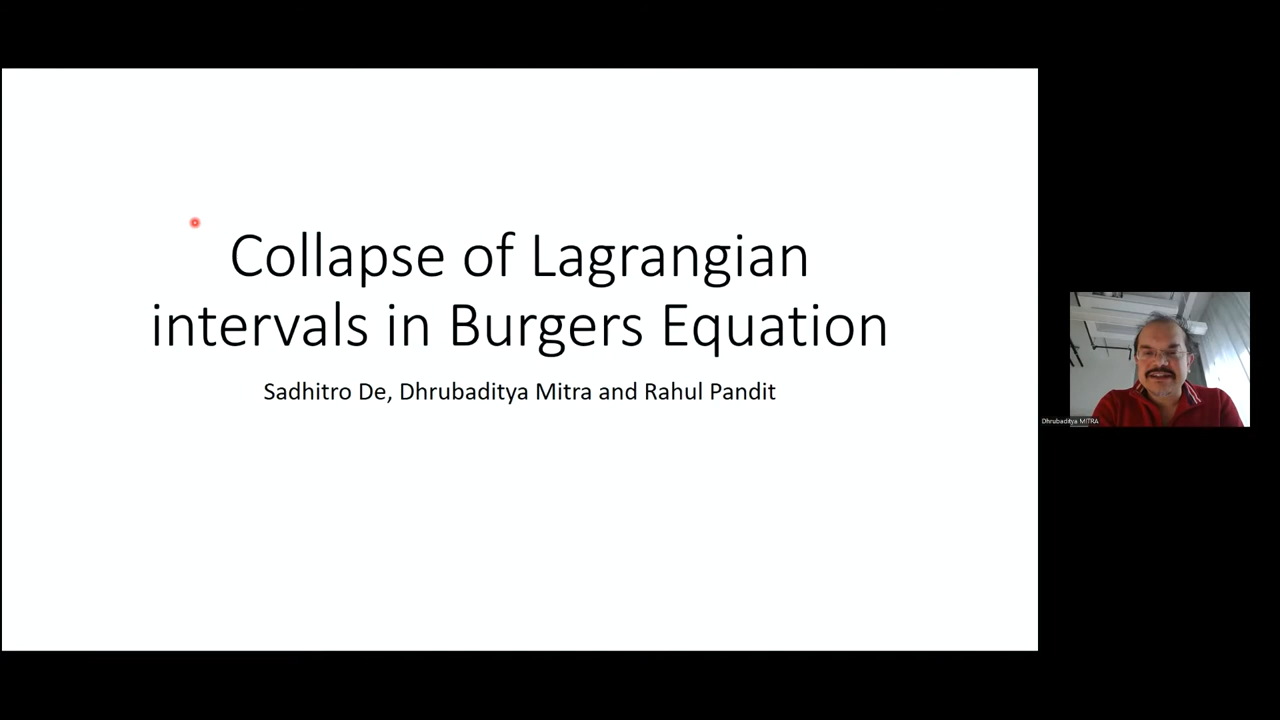 Collapse of Lagrangian
intervals in Burgers Equation
Sadhitro De, Dhrubaditya Mitra and Rahul Pandit
Dhrubaditya MITRA